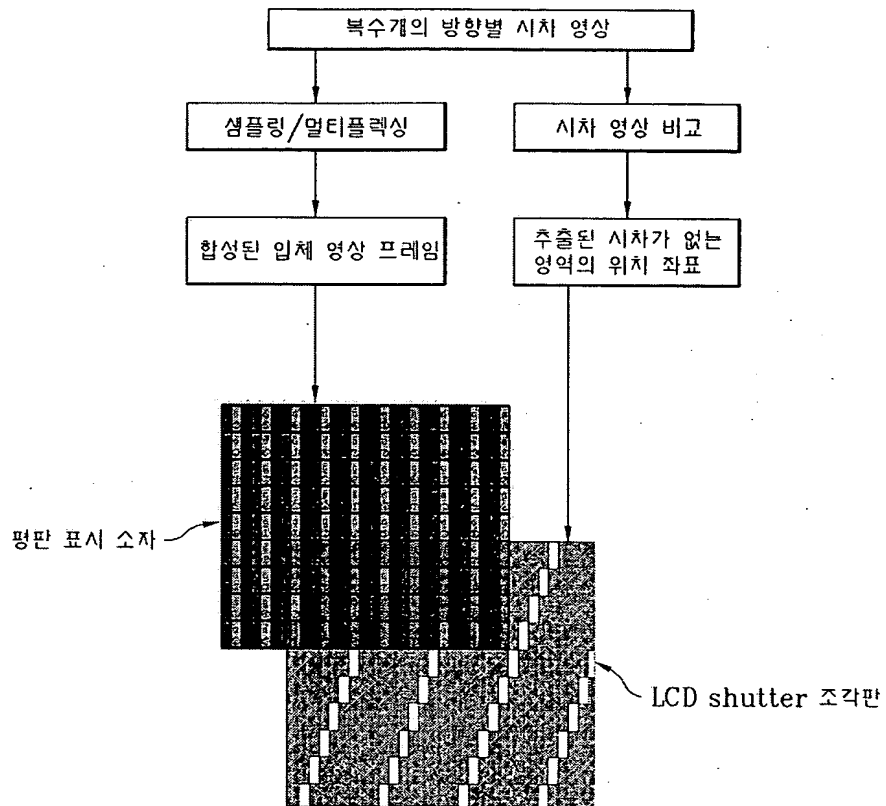 복수개의 방향별 시차 영상
샘플링/멀티플렉싱
시차 영상 비교
합성된 입체 영상 프레임
추출된 시차가 없는
영역의 위치 좌표
평판 표시 소자
LCD shutter 조각판